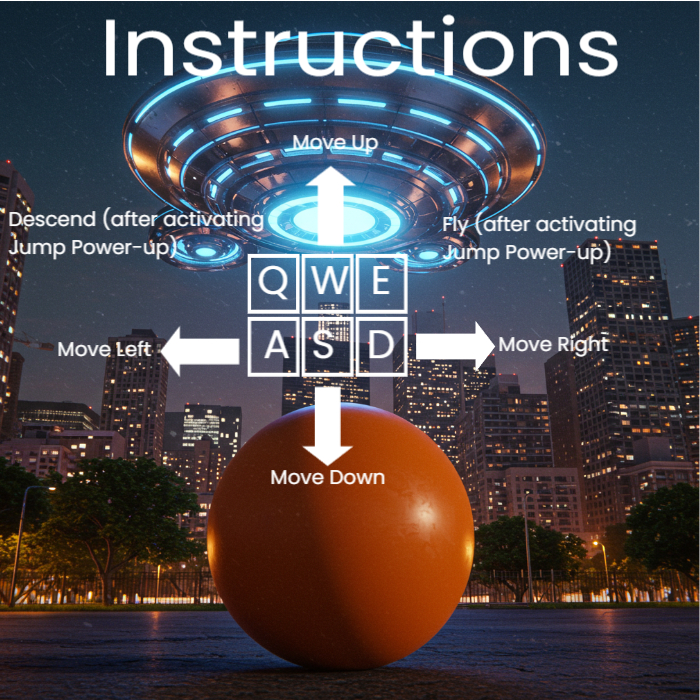 Instructions
Move Up
Descend (after activating
Jump Power-up)
Fly (after activating
Jump Power-up)
Q W E
A S D
Move Left
Move Right
Move Down